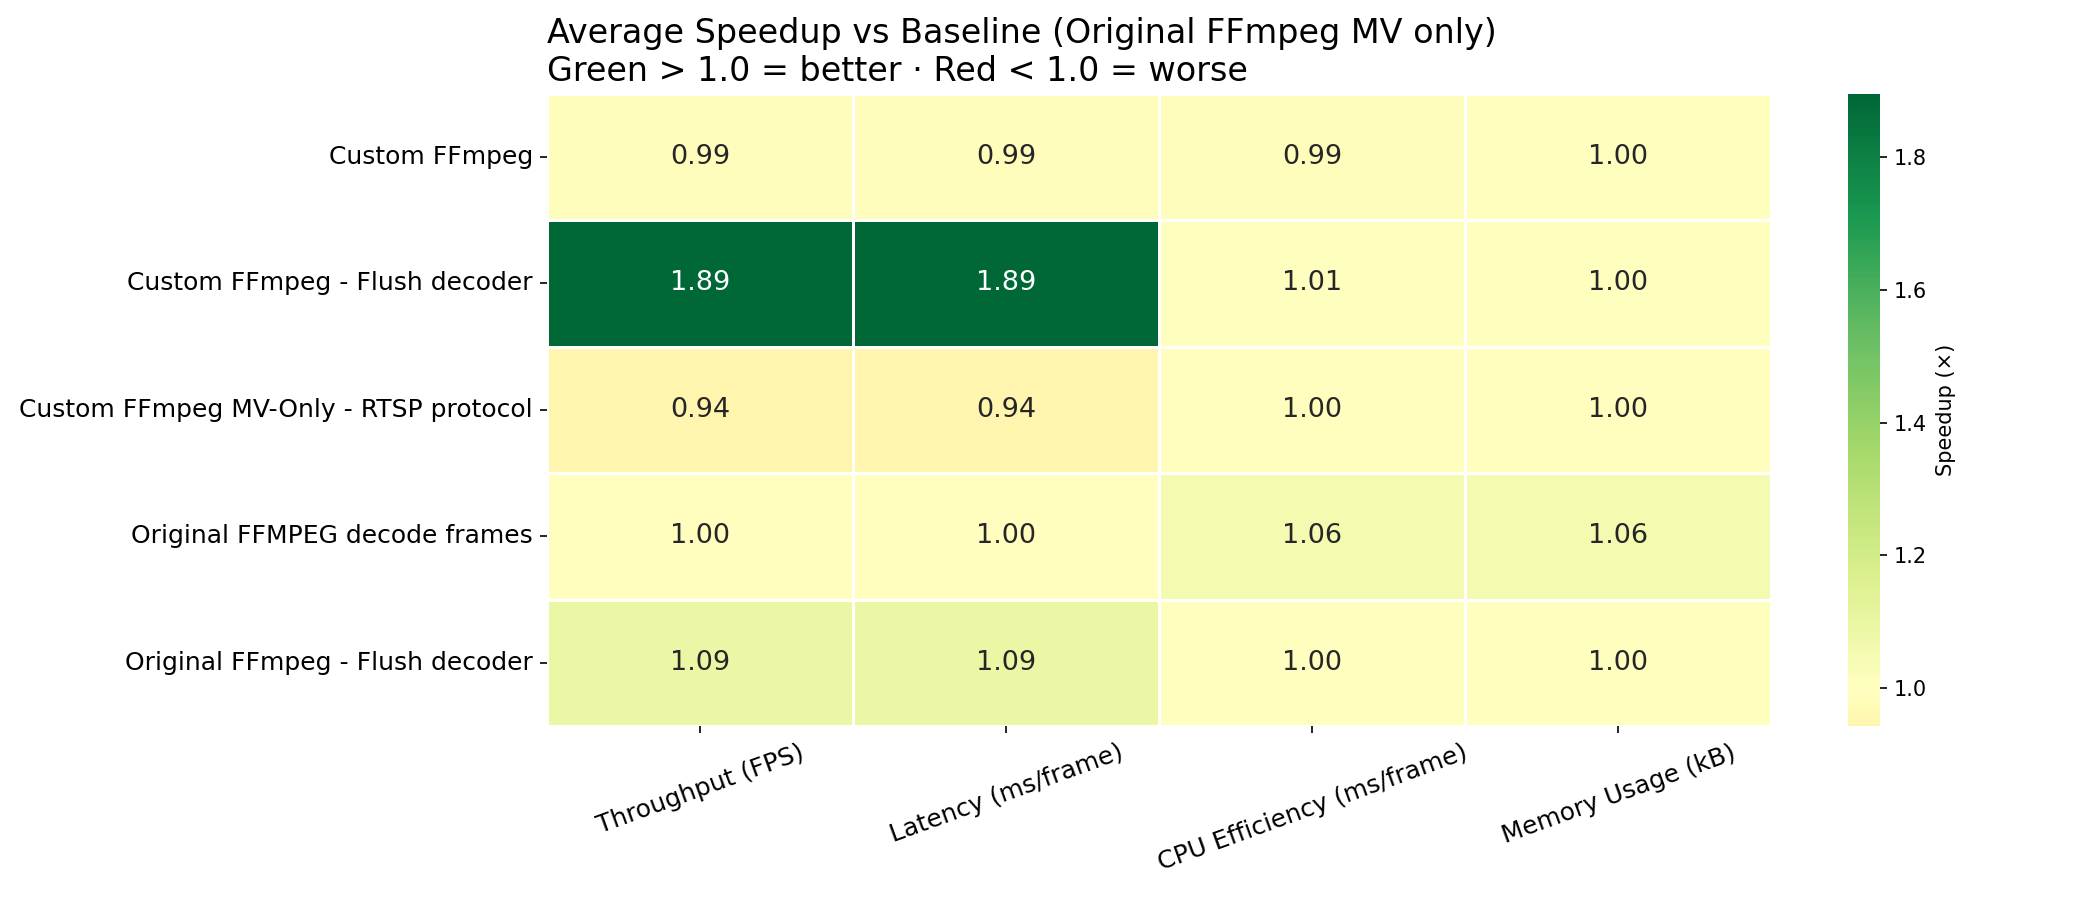 Average Speedup vs Baseline (Original FFmpeg MV only)
Green > 1.0 = better · Red < 1.0 = worse
Custom FFmpeg
0.99 0.99 0.99 1.00
Custom FFmpeg - Flush decoder
1.89 1.89 1.01 1.00
Custom FFmpeg MV-Only - RTSP protocol
0.94 0.94 1.00 1.00
Original FFMPEG decode frames
1.00 1.00 1.06 1.06
Original FFmpeg - Flush decoder
1.09 1.09 1.00 1.00
Throughput (FPS)
Latency (ms/frame)
CPU Efficiency (ms/frame)
Memory Usage (kB)
1.8
1.6
1.4
1.2
1.0
Speedup (×)